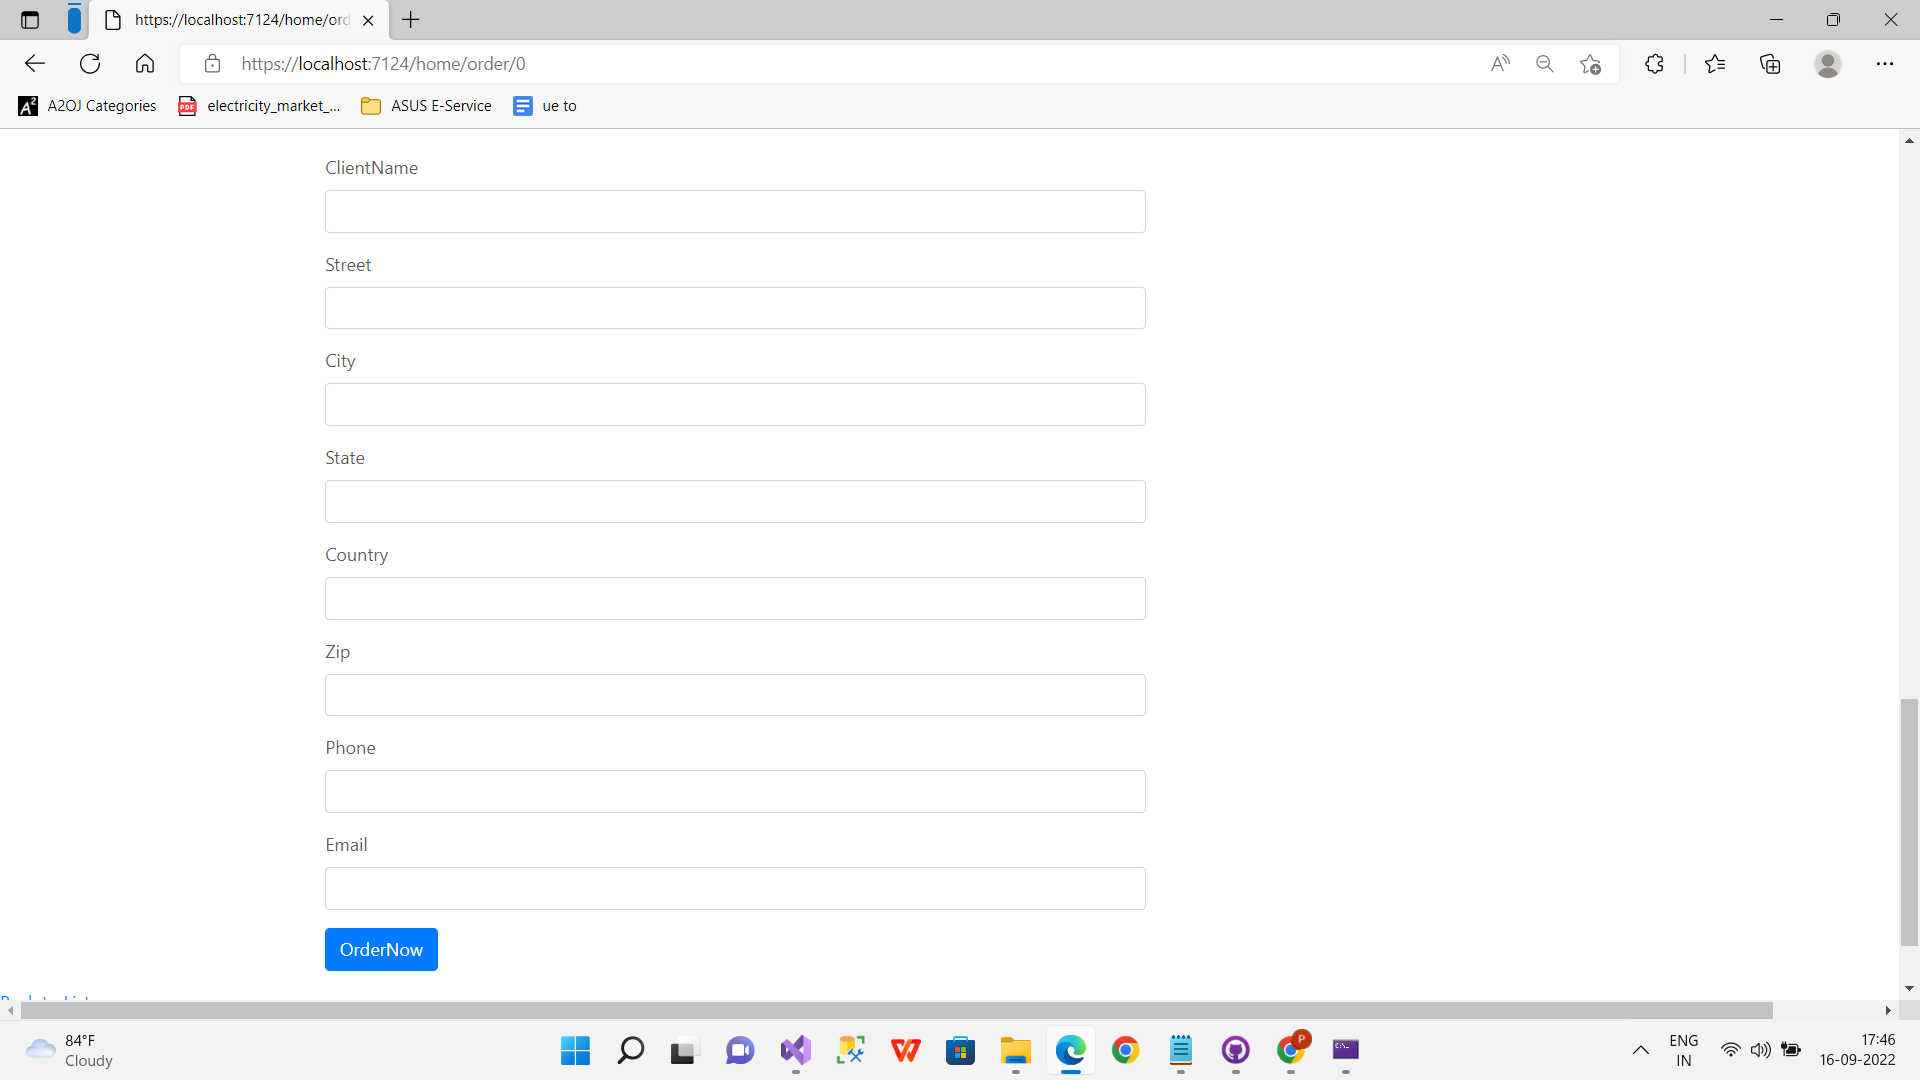 https://localhost:7124/home/ord
https://localhost:7124/home/order/0
A2OJ Categories
electricity_market_...
ASUS E-Service
ue to
ClientName
Street
City
State
Country
Zip
Phone
Email
OrderNow
84°F
Cloudy
ENG
IN
17:46
16-09-2022